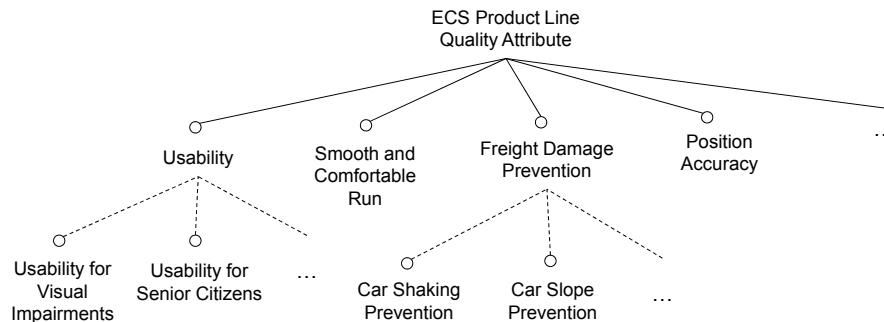 ECS Product Line
Quality Attribute
Usability
Smooth and
Comfortable
Run
Freight Damage
Prevention
Position
Accuracy
...
Usability for
Visual
Impairments
Usability for
Senior Citizens
...
Car Shaking
Prevention
Car Slope
Prevention
...